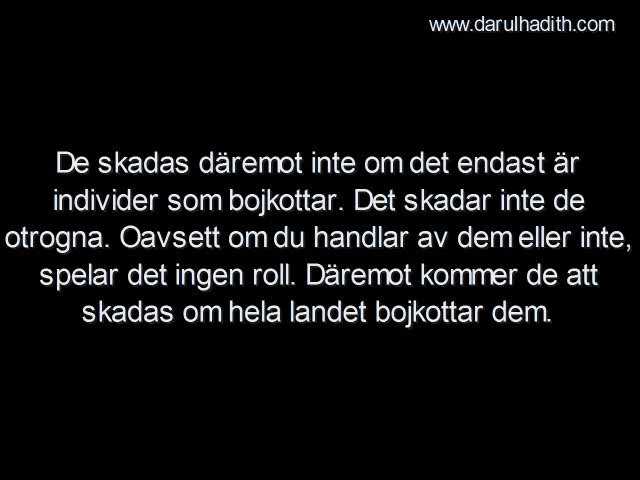 www.darulhadith.com
De skadas däremot inte om det endast är
individer som bojkottar. Det skadar inte de
otrogna. Oavsett om du handlar av dem eller inte,
spelar det ingen roll. Däremot kommer de att
skadas om hela landet bojkottar dem.